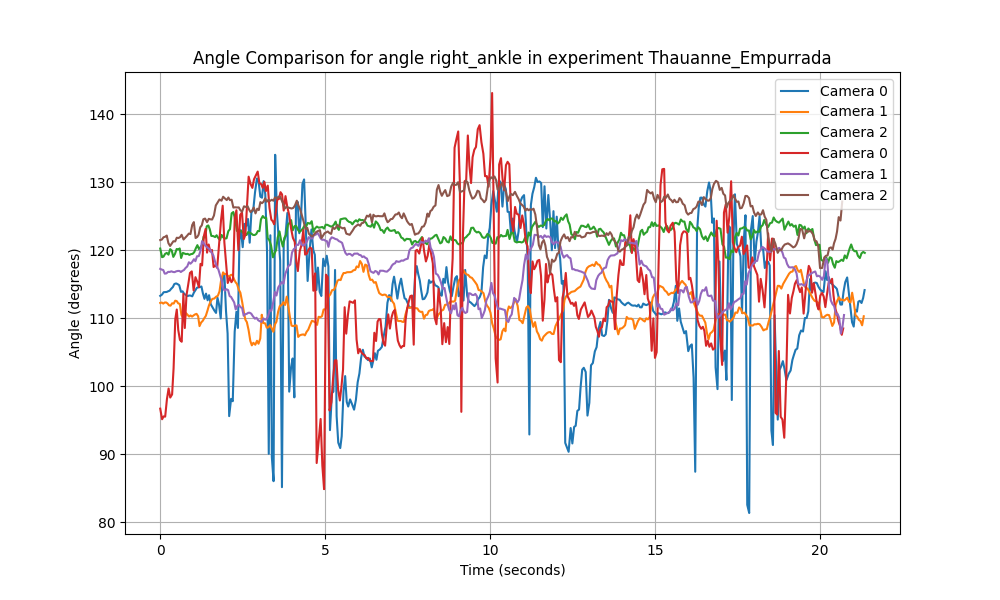 Angle Comparison for angle right_ankle in experiment Thauanne_Empurrada
Camera 0
Camera 1
Camera 2
Camera 0
Camera 1
Camera 2
Angle (degrees)
140
130
120
110
100
90
80
0 5 10 15 20
Time (seconds)